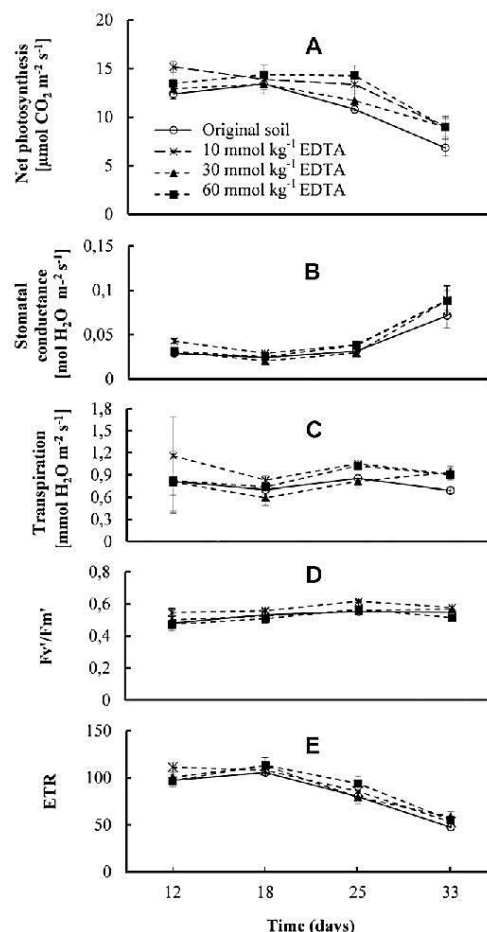 20
15
10
5
0
Net photosynthesis
[µmol CO2 m-2 s-1]
A
Original soil
10 mmol kg-1 EDTA
30 mmol kg-1 EDTA
60 mmol kg-1 EDTA
0,15
0,1
0,05
0
Stomatal
conductance
[mol H2O m-2 s-1]
B
1,8
1,5
1,2
0,9
0,6
0,3
0
Transpiration
[mmol H2O m-2 s-1]
C
0,8
0,6
0,4
0,2
0
Fv'/Fm'
D
150
100
50
0
ETR
E
12 18 25 33
Time (days)